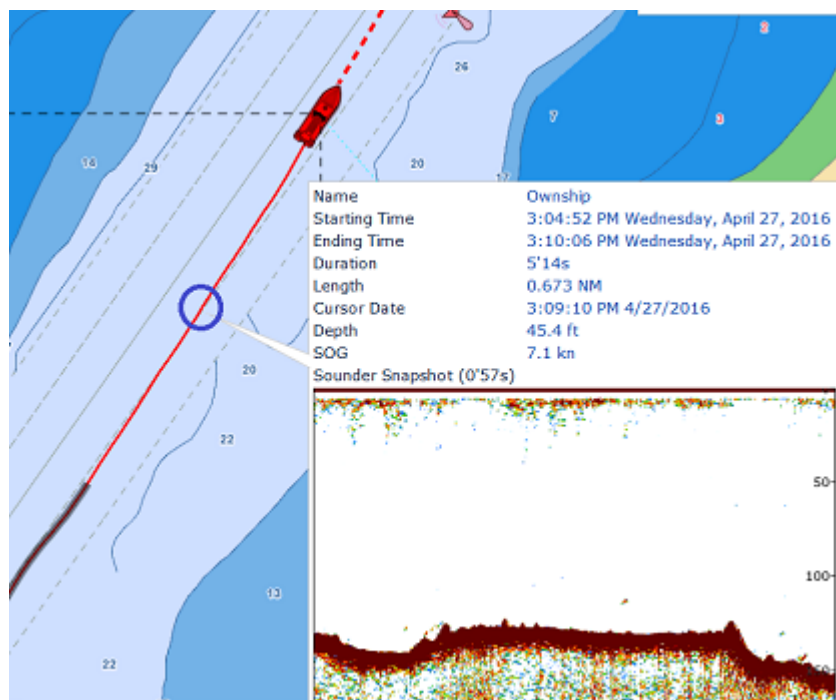 2
26
7
3
14
29
20
17
Name Ownship
Starting Time 3:04:52 PM Wednesday, April 27, 2016
Ending Time 3:10:06 PM Wednesday, April 27, 2016
Duration 5'14s
Length 0.673 NM
Cursor Date 3:09:10 PM 4/27/2016
Depth 45.4 ft
SOG 7.1 kn
Sounder Snapshot (0'57s)
20
22
50
100
13
22